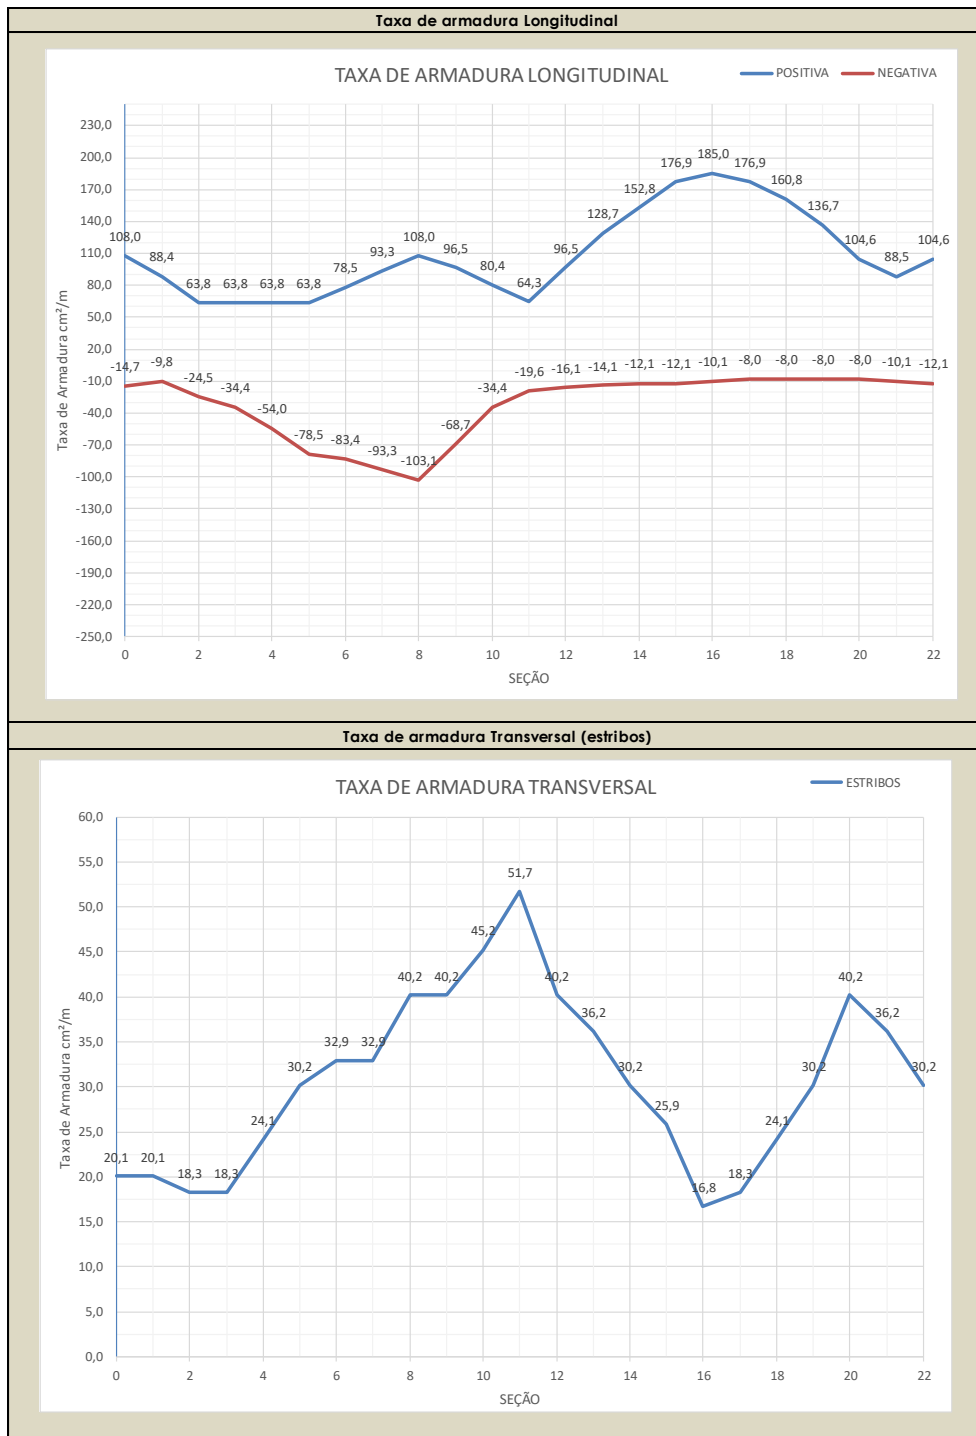 Taxa de armadura Longitudinal
TAXA DE ARMADURA LONGITUDINAL
POSITIVA NEGATIVA
Taxa de Armadura cm²/m
230,0
200,0
170,0
140,0
110,0
80,0
50,0
20,0
-10,0
-40,0
-70,0
-100,0
-130,0
-160,0
-190,0
-220,0
-250,0
108,0 88,4 63,8 63,8 63,8 63,8 78,5 93,3 108,0 96,5 80,4 64,3 96,5 128,7 152,8 176,9 185,0 176,9 160,8 136,7 104,6 88,5 104,6
-14,7 -9,8 -24,5 -34,4 -54,0 -78,5 -83,4 -93,3 -103,1 -68,7 -34,4 -19,6 -16,1 -14,1 -12,1 -12,1 -10,1 -8,0 -8,0 -8,0 -8,0 -10,1 -12,1
0 2 4 6 8 10 12 14 16 18 20 22
SEÇÃO
Taxa de armadura Transversal (estribos)
TAXA DE ARMADURA TRANSVERSAL
ESTRIBOS
Taxa de Armadura cm²/m
60,0
55,0
50,0
45,0
40,0
35,0
30,0
25,0
20,0
15,0
10,0
5,0
0,0
20,1 20,1 18,3 18,3 24,1 30,2 32,9 32,9 40,2 40,2 45,2 51,7 40,2 36,2 30,2 25,9 16,8 18,3 24,1 30,2 40,2 36,2 30,2
0 2 4 6 8 10 12 14 16 18 20 22
SEÇÃO